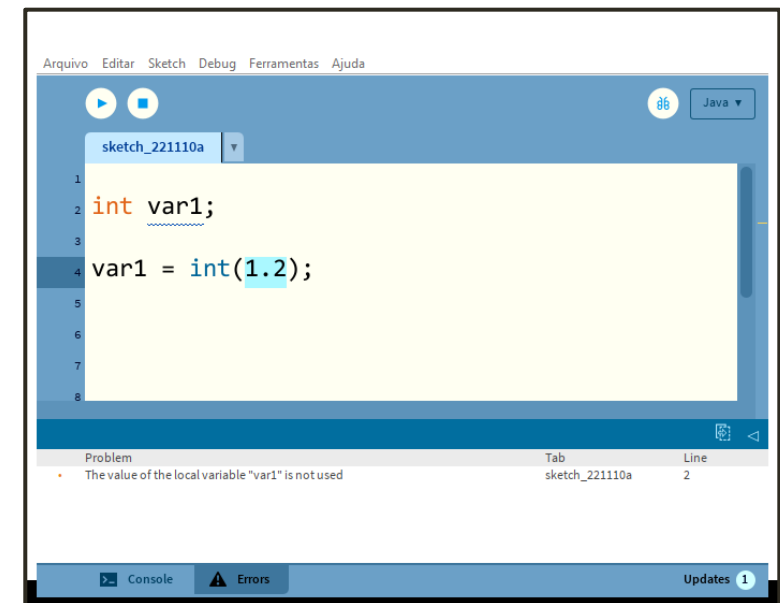 Arquivo Editar Sketch Debug Ferramentas Ajuda
Java ▼
sketch_221110a ▼
1
2 int var1;
3
4 var1 = int(1.2);
5
6
7
8
Problem Tab Line
The value of the local variable "var1" is not used sketch_221110a 2
>_ Console Errors Updates 1